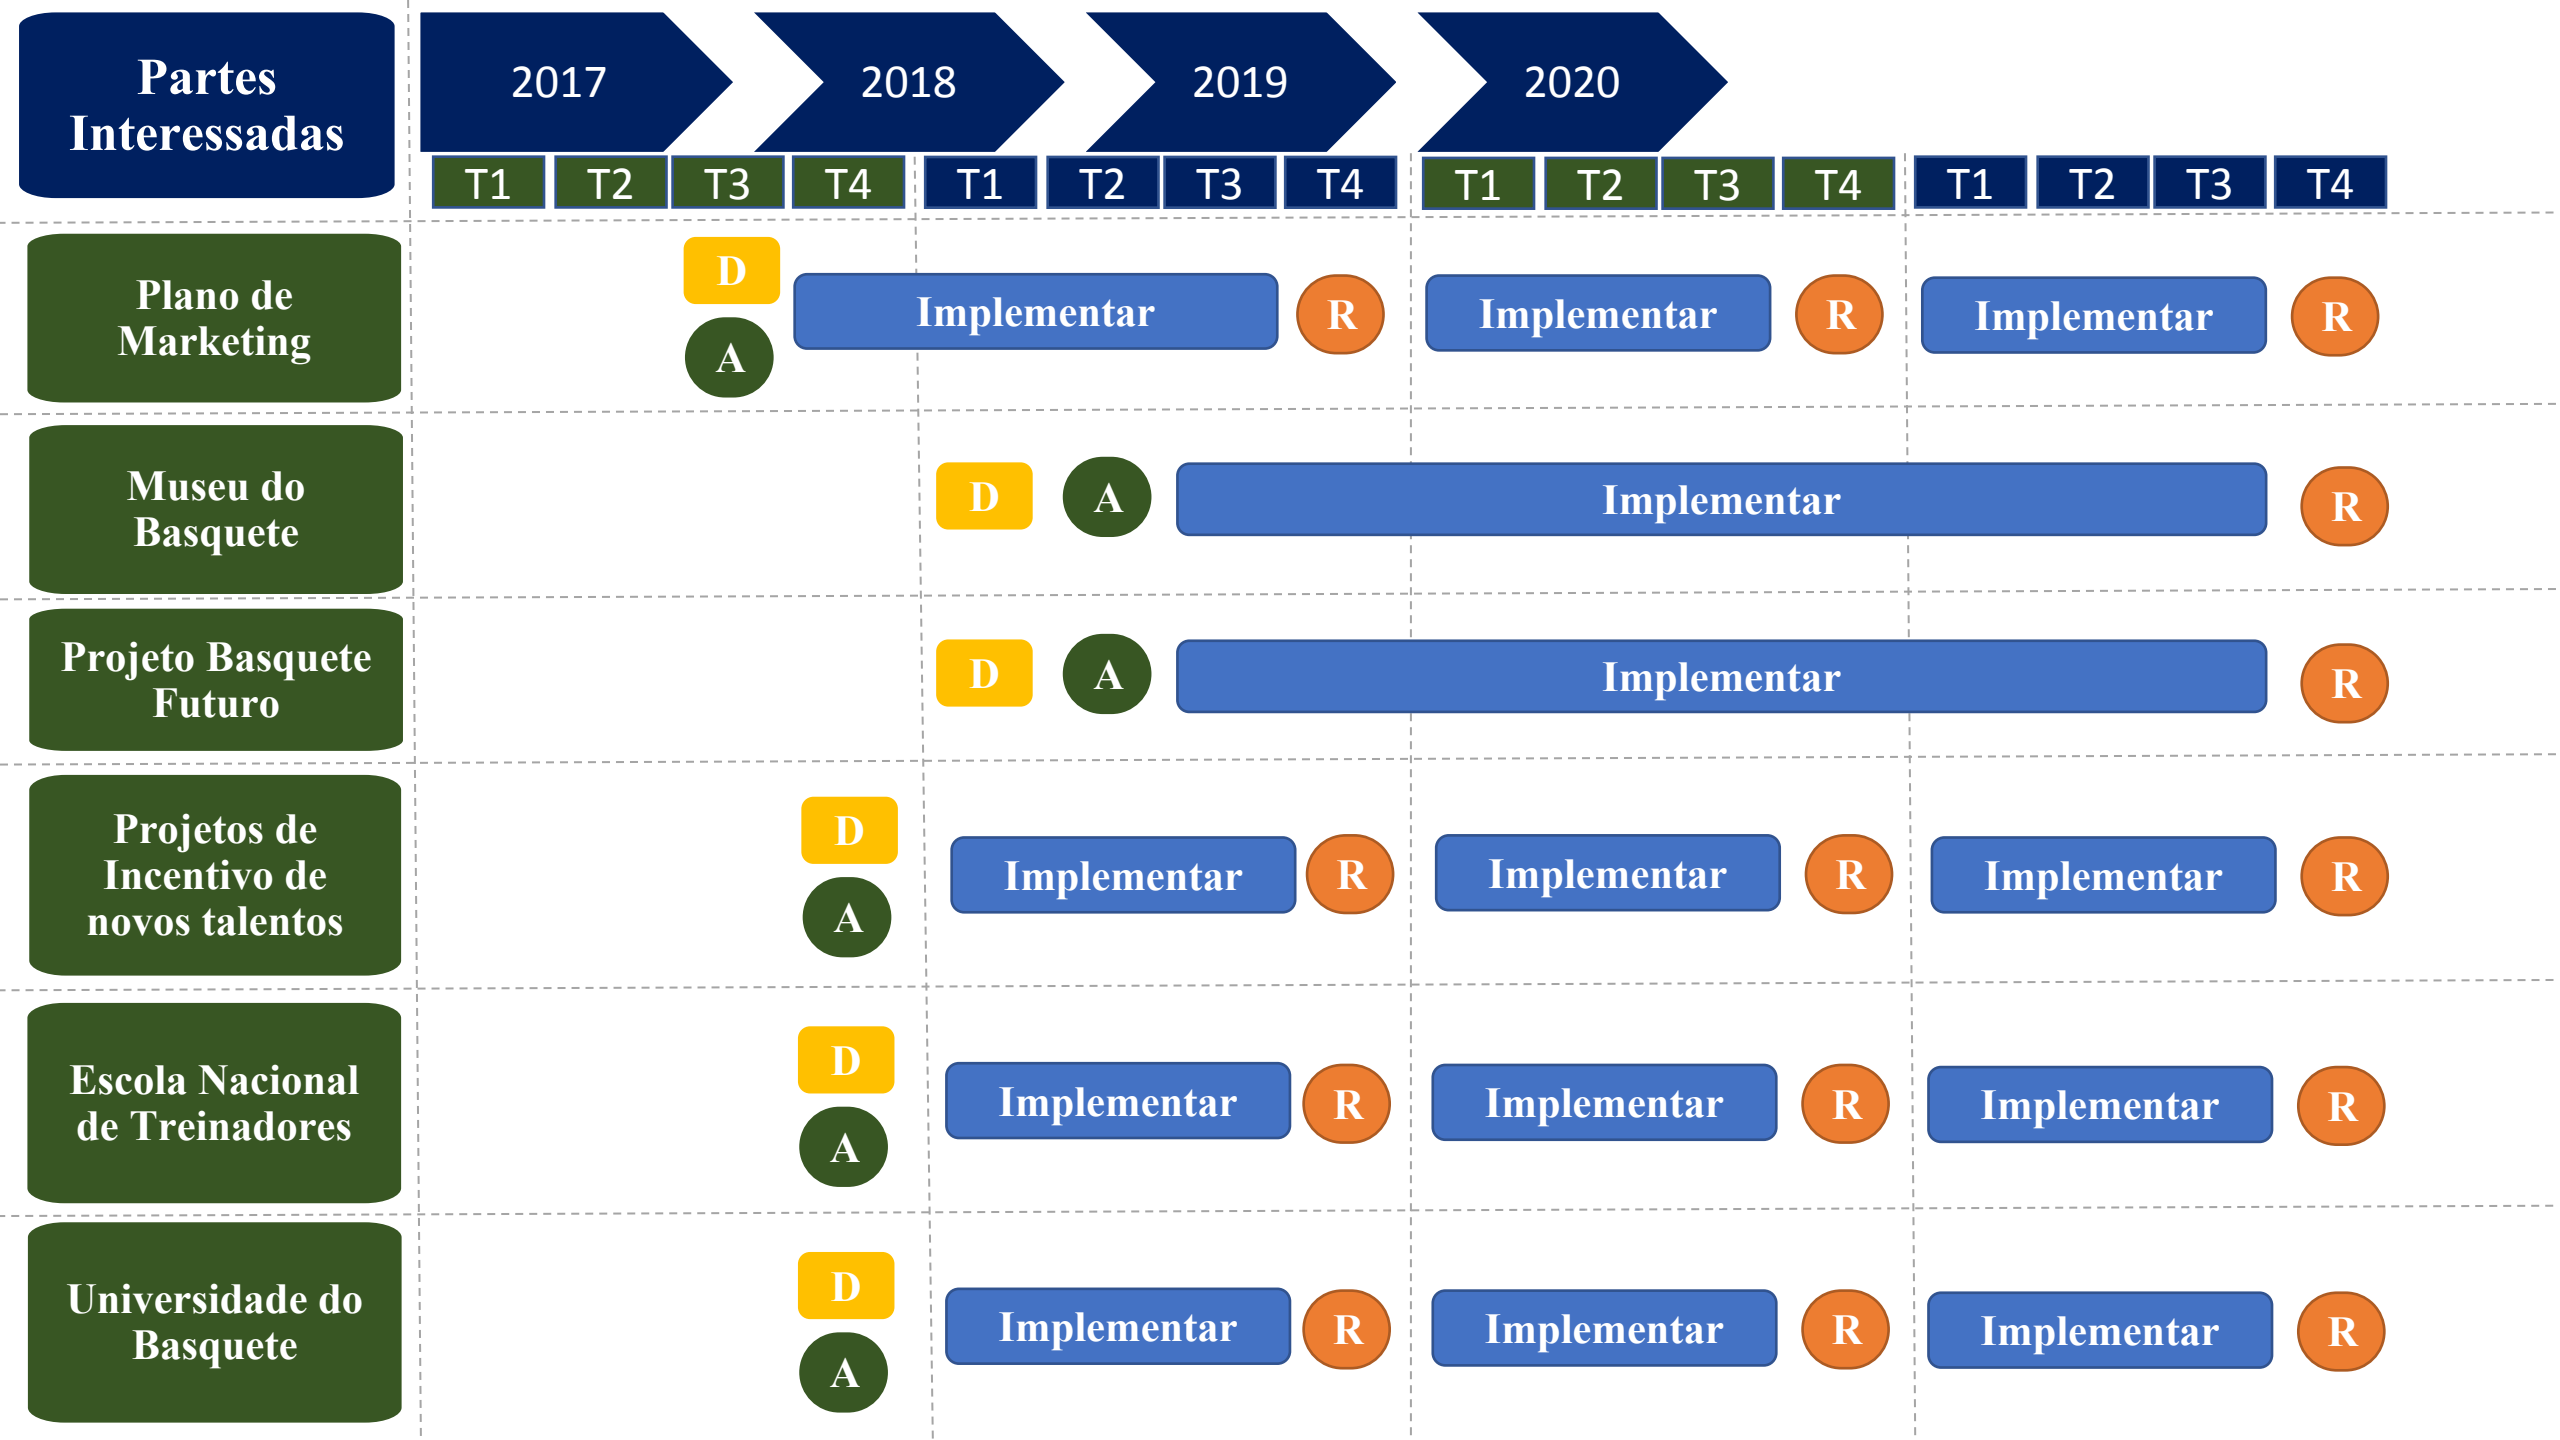 Partes
Interessadas
2017 2018 2019 2020
T1 T2 T3 T4 T1 T2 T3 T4 T1 T2 T3 T4 T1 T2 T3 T4
Plano de
Marketing
D
A
Implementar R Implementar R Implementar R
Museu do
Basquete
D A Implementar R
Projeto Basquete
Futuro
D A Implementar R
Projetos de
Incentivo de
novos talentos
D
A
Implementar R Implementar R Implementar R
Escola Nacional
de Treinadores
D
A
Implementar R Implementar R Implementar R
Universidade do
Basquete
D
A
Implementar R Implementar R Implementar R